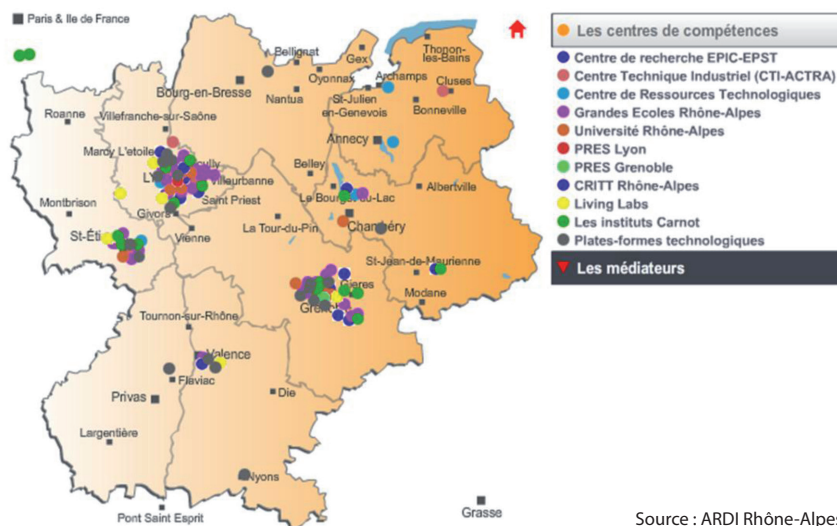 Paris & Ile de France
Les centres de compétences
Centre de recherche EPIC-EPST
Centre Technique Industriel (CTI-ACTRA)
Centre de Ressources Technologiques
Grandes Ecoles Rhône-Alpes
Université Rhône-Alpes
PRES Lyon
PRES Grenoble
CRITT Rhône-Alpes
Living Labs
Les instituts Carnot
Plates-formes technologiques
Les médiateurs
Bellignat
Gex
Thonon-
les-Bains
Oyonnax
Archamps
Cluses
Bourg-en-Bresse
Nantua
St-Julien
en-Genevois
Bonneville
Roanne
Villefranche-sur-Saône
Annecy
Marcy L'etoile
Belley
Villeurbanne
Albertville
Le Bourget-du-Lac
Saint Priest
Montbrison
Givors
La Tour-du-Pin
Chambéry
Vienne
St-Éti
St-Jean-de-Maurienne
Gieres
Modane
Gren
Tournon-sur-Rhône
Valence
Flaviac
Privas
Die
Largentière
Nyons
Grasse
Pont Saint Esprit
Source : ARDI Rhône-Alpes